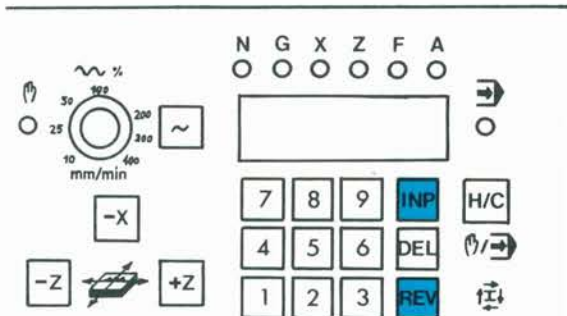 N G X Z F A
%
50 100 200
25 300
10 400
~
mm/min
7 8 9 INP H/C
-X
4 5 6 DEL
-Z +Z
1 2 3 REV